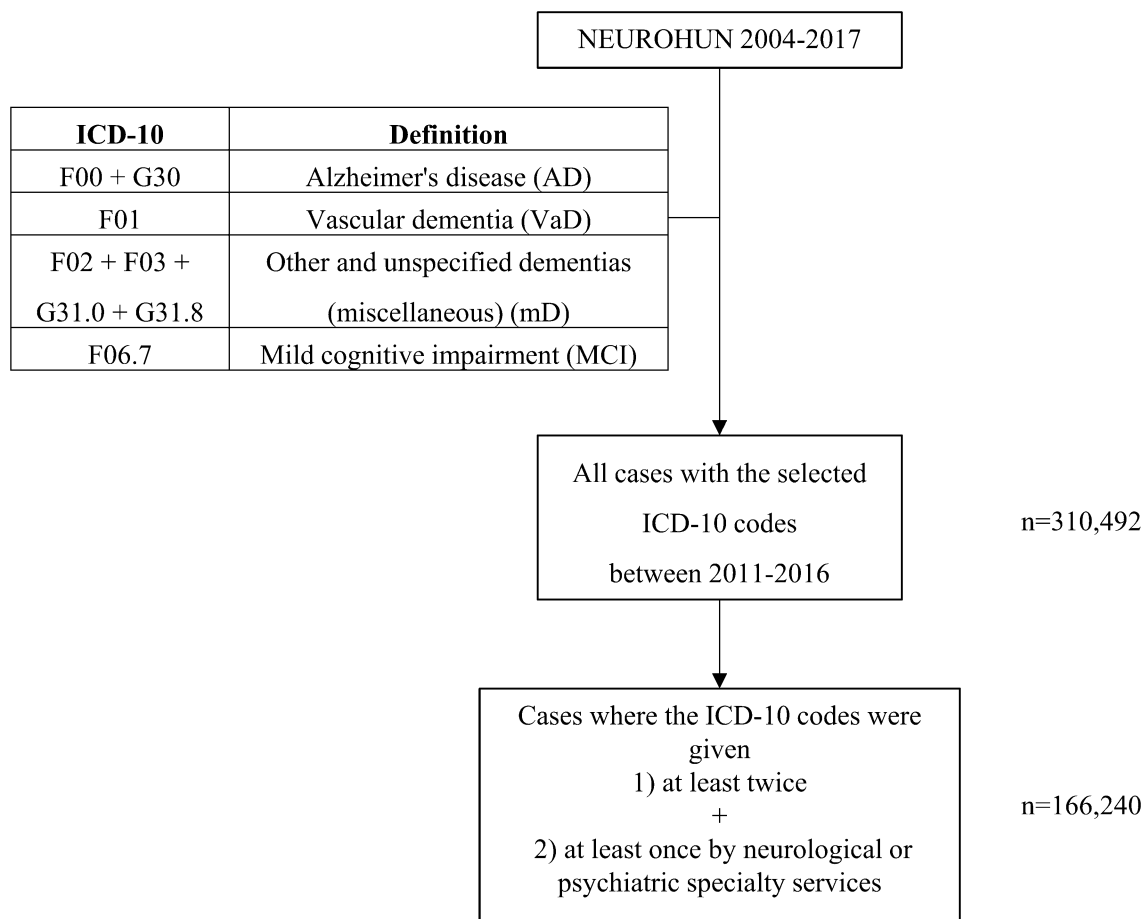 NEUROHUN 2004-2017
ICD-10 Definition
F00 + G30 Alzheimer's disease (AD)
F01 Vascular dementia (VaD)
F02 + F03 + Other and unspecified dementias
G31.0 + G31.8 (miscellaneous) (mD)
F06.7 Mild cognitive impairment (MCI)
All cases with the selected
ICD-10 codes
between 2011-2016
n=310,492
Cases where the ICD-10 codes were
given
1) at least twice
+
2) at least once by neurological or
psychiatric specialty services
n=166,240